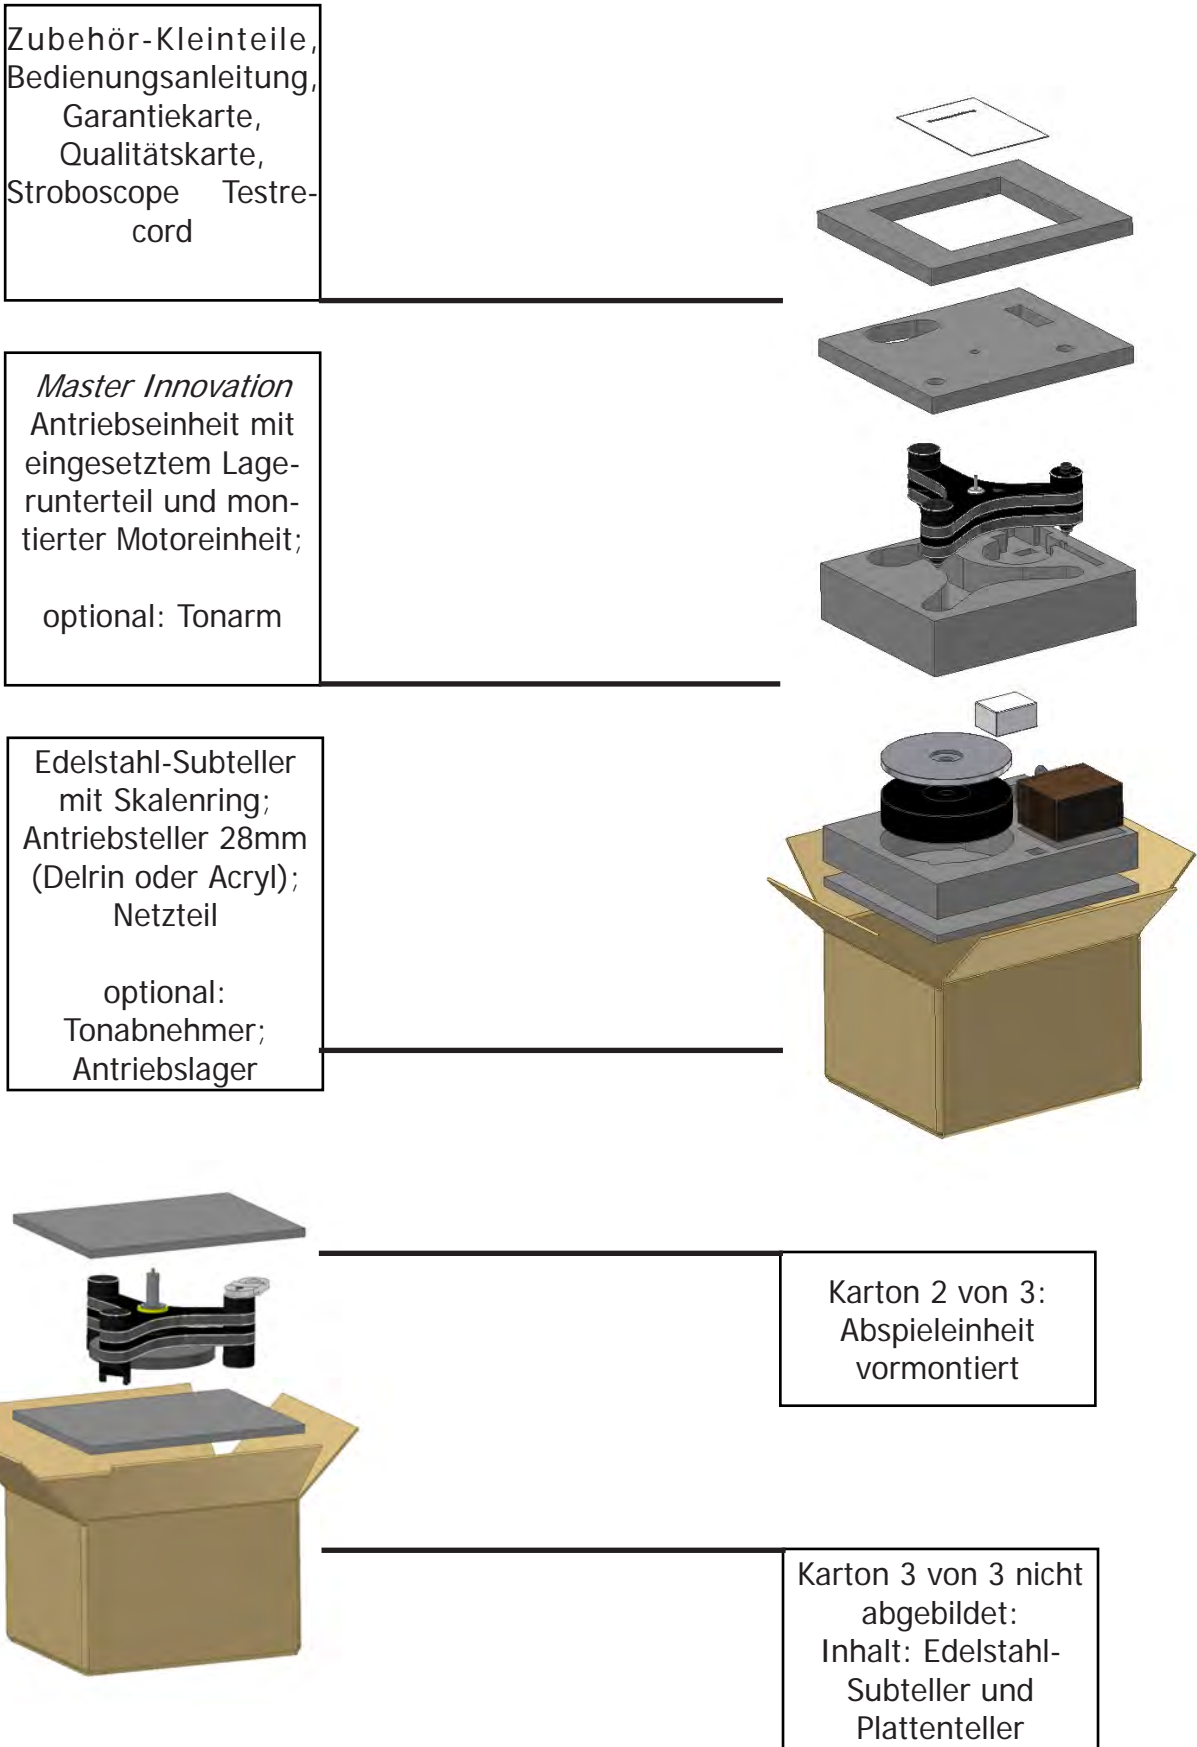 Zubehör-Kleinteile,
Bedienungsanleitung,
Garantiekarte,
Qualitätskarte,
Stroboscope Testre-
cord
Master Innovation
Antriebseinheit mit
eingesetztem Lage-
runterteil und mon-
tierter Motoreinheit;
optional: Tonarm
Edelstahl-Subteller
mit Skalenring;
Antriebsteller 28mm
(Delrin oder Acryl);
Netzteil
optional:
Tonabnehmer;
Antriebslager
Karton 2 von 3:
Abspieleinheit
vormontiert
Karton 3 von 3 nicht
abgebildet:
Inhalt: Edelstahl-
Subteller und
Plattenteller